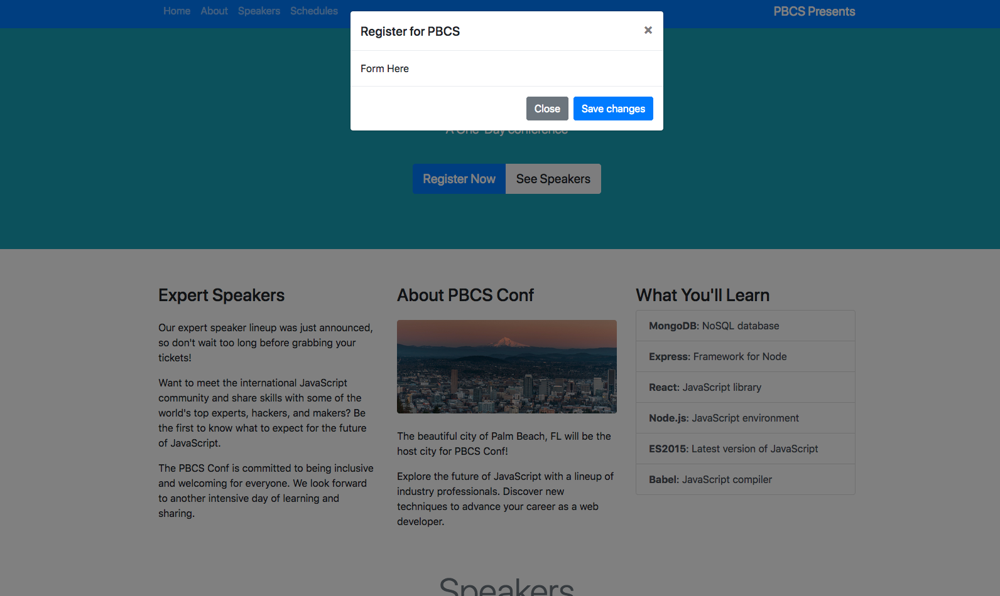 Home About Speakers Schedules
PBCS Presents
Register for PBCS
×
Form Here
Close Save changes
A One-Day conference
Register Now See Speakers
Expert Speakers
Our expert speaker lineup was just announced,
so don't wait too long before grabbing your
tickets!
Want to meet the international JavaScript
community and share skills with some of the
world's top experts, hackers, and makers? Be
the first to know what to expect for the future
of JavaScript.
The PBCS Conf is committed to being inclusive
and welcoming for everyone. We look forward
to another intensive day of learning and
sharing.
About PBCS Conf
The beautiful city of Palm Beach, FL will be the
host city for PBCS Conf!
Explore the future of JavaScript with a lineup of
industry professionals. Discover new
techniques to advance your career as a web
developer.
What You'll Learn
MongoDB: NoSQL database
Express: Framework for Node
React: JavaScript library
Node.js: JavaScript environment
ES2015: Latest version of JavaScript
Babel: JavaScript compiler
Speakers